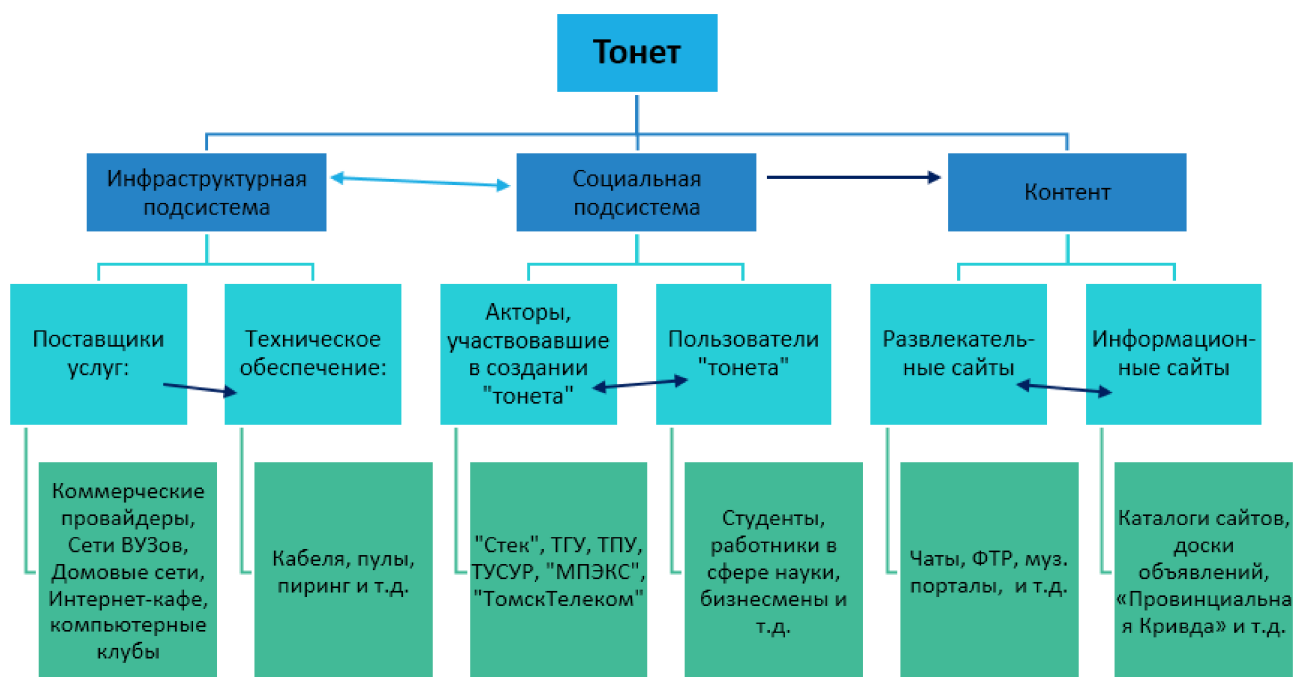 Тонет
Инфраструктурная
подсистема
Социальная
подсистема
Контент
Поставщики
услуг:
Техническое
обеспечение:
Акторы,
участвовавшие
в создании
"тонета"
Пользователи
"тонета"
Развлекатель-
ные сайты
Информацион-
ные сайты
Коммерческие
провайдеры,
Сети ВУЗов,
Домовые сети,
Интернет-кафе,
компьютерные
клубы
Кабеля, пулы,
пиринг и т.д.
"Стек", ТГУ, ТПУ,
ТУСУР, "МПЭКС",
"ТомскТелеком"
Студенты,
работники в
сфере науки,
бизнесмены и
т.д.
Чаты, ФТР, муз.
порталы,  и т.д.
Каталоги сайтов,
доски
объявлений,
«Провинциальна
я Кривда» и т.д.